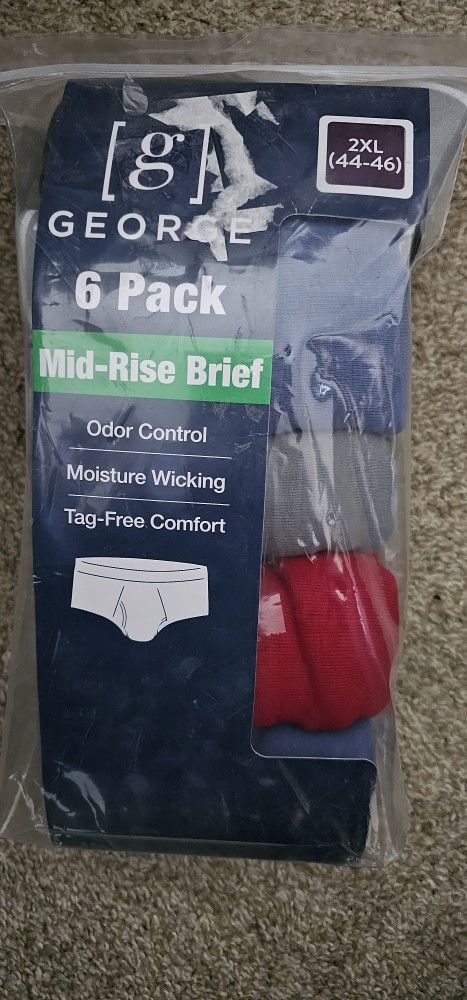 [g]
GEORGE
2XL
(44-46)
6 Pack
Mid-Rise Brief
Odor Control
Moisture Wicking
Tag-Free Comfort